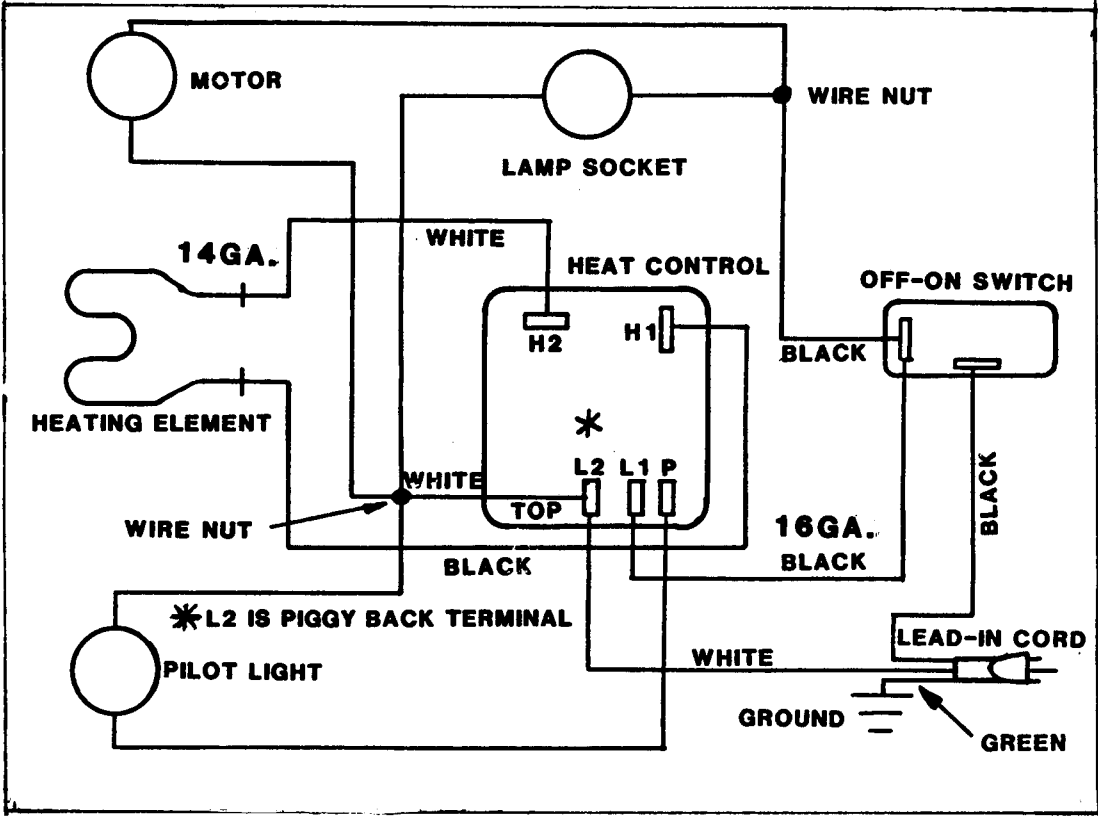 MOTOR
WIRE NUT
LAMP SOCKET
WHITE
14GA.
HEAT CONTROL
OFF-ON SWITCH
H2
H1
BLACK
HEATING ELEMENT
*
L2 L1 P
WHITE
TOP
BLACK
WIRE NUT
16GA.
BLACK
BLACK
*L2 IS PIGGY BACK TERMINAL
LEAD-IN CORD
PILOT LIGHT
WHITE
GROUND
GREEN